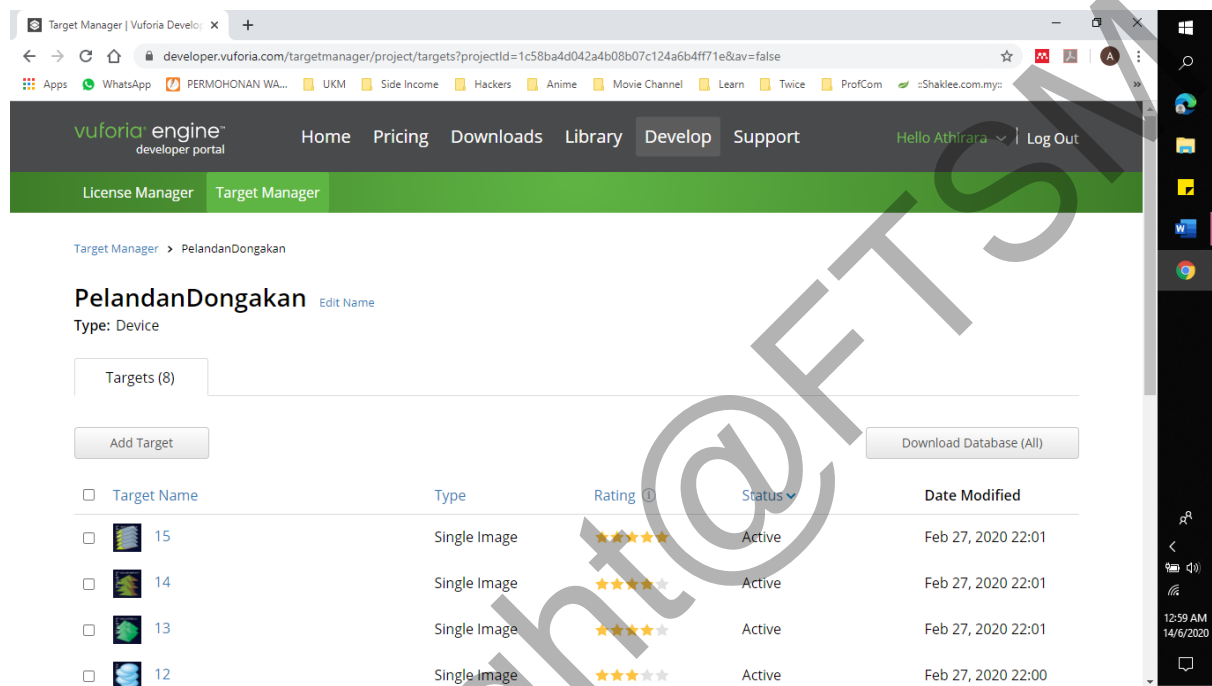 Target Manager | Vuforia Develop
developer.vuforia.com/targetmanager/project/targets?projectId=1c58ba4d042a4b08b07c124a6b4ff71e&av=false
A
Apps WhatsApp PERMOHONAN WA... UKM Side Income Hackers Anime Movie Channel Learn Twice ProfCom ::Shaklee.com.my::
vuforia engine™
developer portal
Home Pricing Downloads Library Develop Support
Hello Athirara | Log Out
License Manager Target Manager
Target Manager > PelandanDongakan
PelandanDongakan Edit Name
Type: Device
Targets (8)
Add Target Download Database (All)
Target Name Type Rating Status Date Modified
15 Single Image Active Feb 27, 2020 22:01
14 Single Image Active Feb 27, 2020 22:01
13 Single Image Active Feb 27, 2020 22:01
12 Single Image Active Feb 27, 2020 22:00
12:59 AM
14/6/2020
ght@FTSM